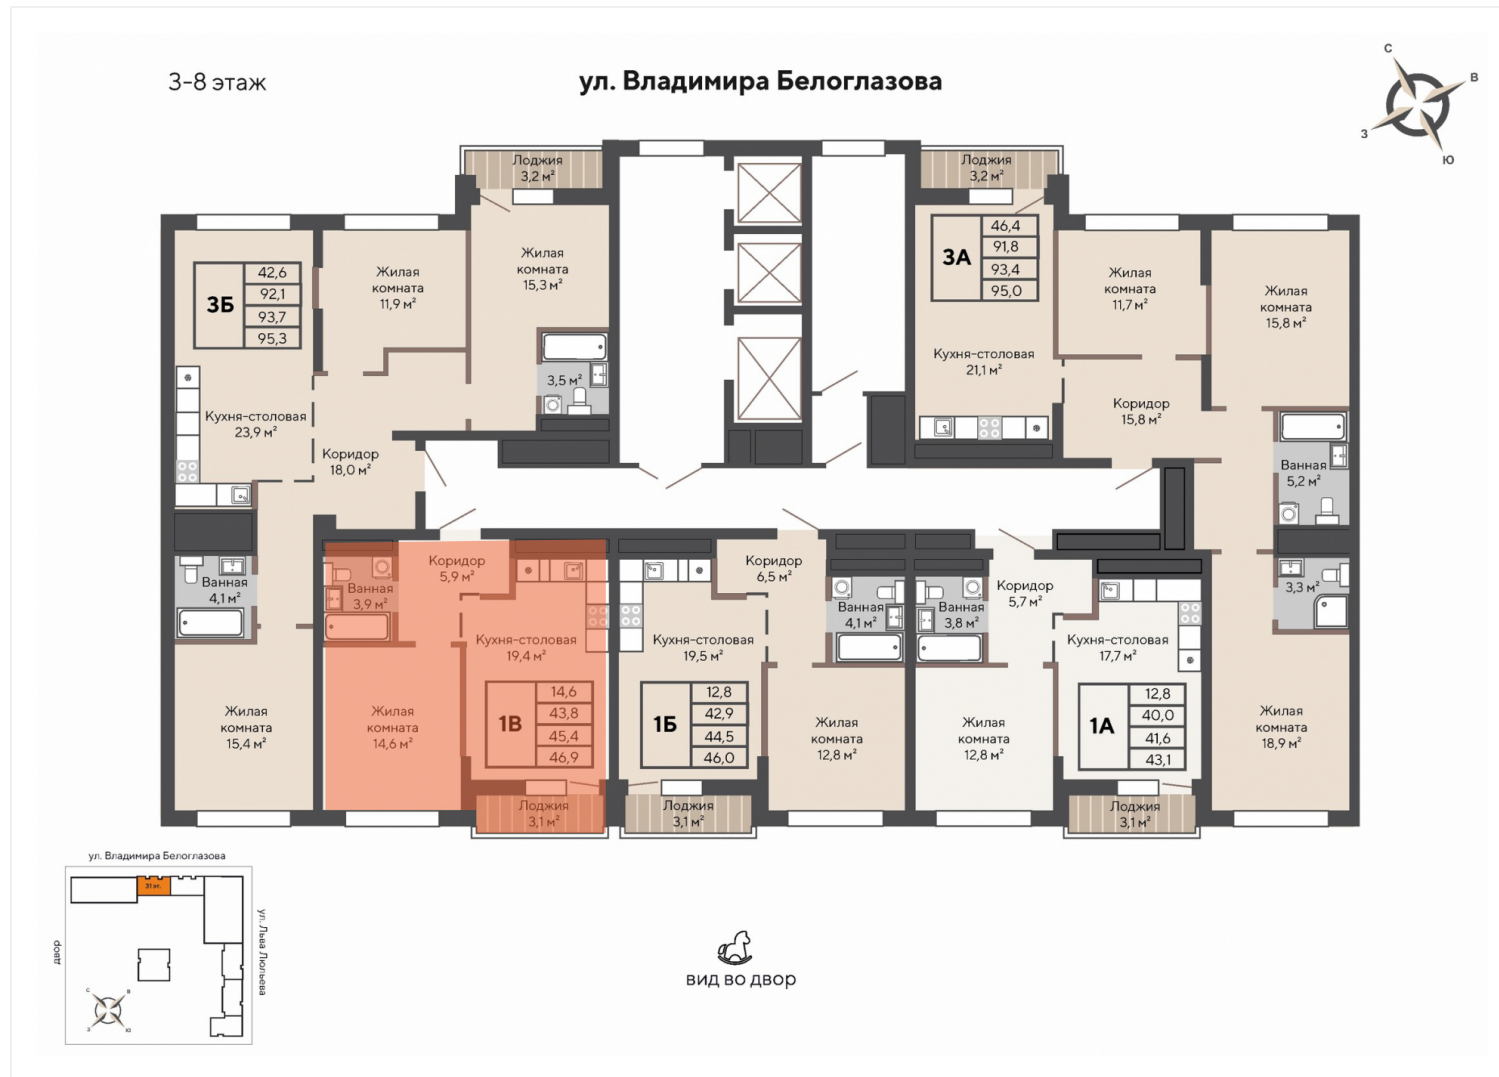 3-8 этаж
ул. Владимира Белоглазова
С
В
З
Ю
Лоджия
3,2 м²
Лоджия
3,2 м²
3Б
42,6
92,1
93,7
95,3
Жилая
комната
11,9 м²
Жилая
комната
15,3 м²
3А
46,4
91,8
93,4
95,0
Жилая
комната
11,7 м²
Жилая
комната
15,8 м²
Кухня-столовая
23,9 м²
3,5 м²
Кухня-столовая
21,1 м²
Коридор
15,8 м²
Коридор
18,0 м²
Ванная
5,2 м²
Ванная
4,1 м²
Ванная
3,9 м²
Коридор
5,9 м²
Коридор
6,5 м²
Ванная
4,1 м²
Ванная
3,8 м²
Коридор
5,7 м²
3,3 м²
Кухня-столовая
19,4 м²
Кухня-столовая
19,5 м²
Кухня-столовая
17,7 м²
Жилая
комната
15,4 м²
Жилая
комната
14,6 м²
1В
14,6
43,8
45,4
46,9
1Б
12,8
42,9
44,5
46,0
Жилая
комната
12,8 м²
Жилая
комната
12,8 м²
1А
12,8
40,0
41,6
43,1
Жилая
комната
18,9 м²
Лоджия
3,1 м²
Лоджия
3,1 м²
Лоджия
3,1 м²
ул. Владимира Белоглазова
31 эт.
двор
ул. Льва Люльева
С
В
З
Ю
вид во двор